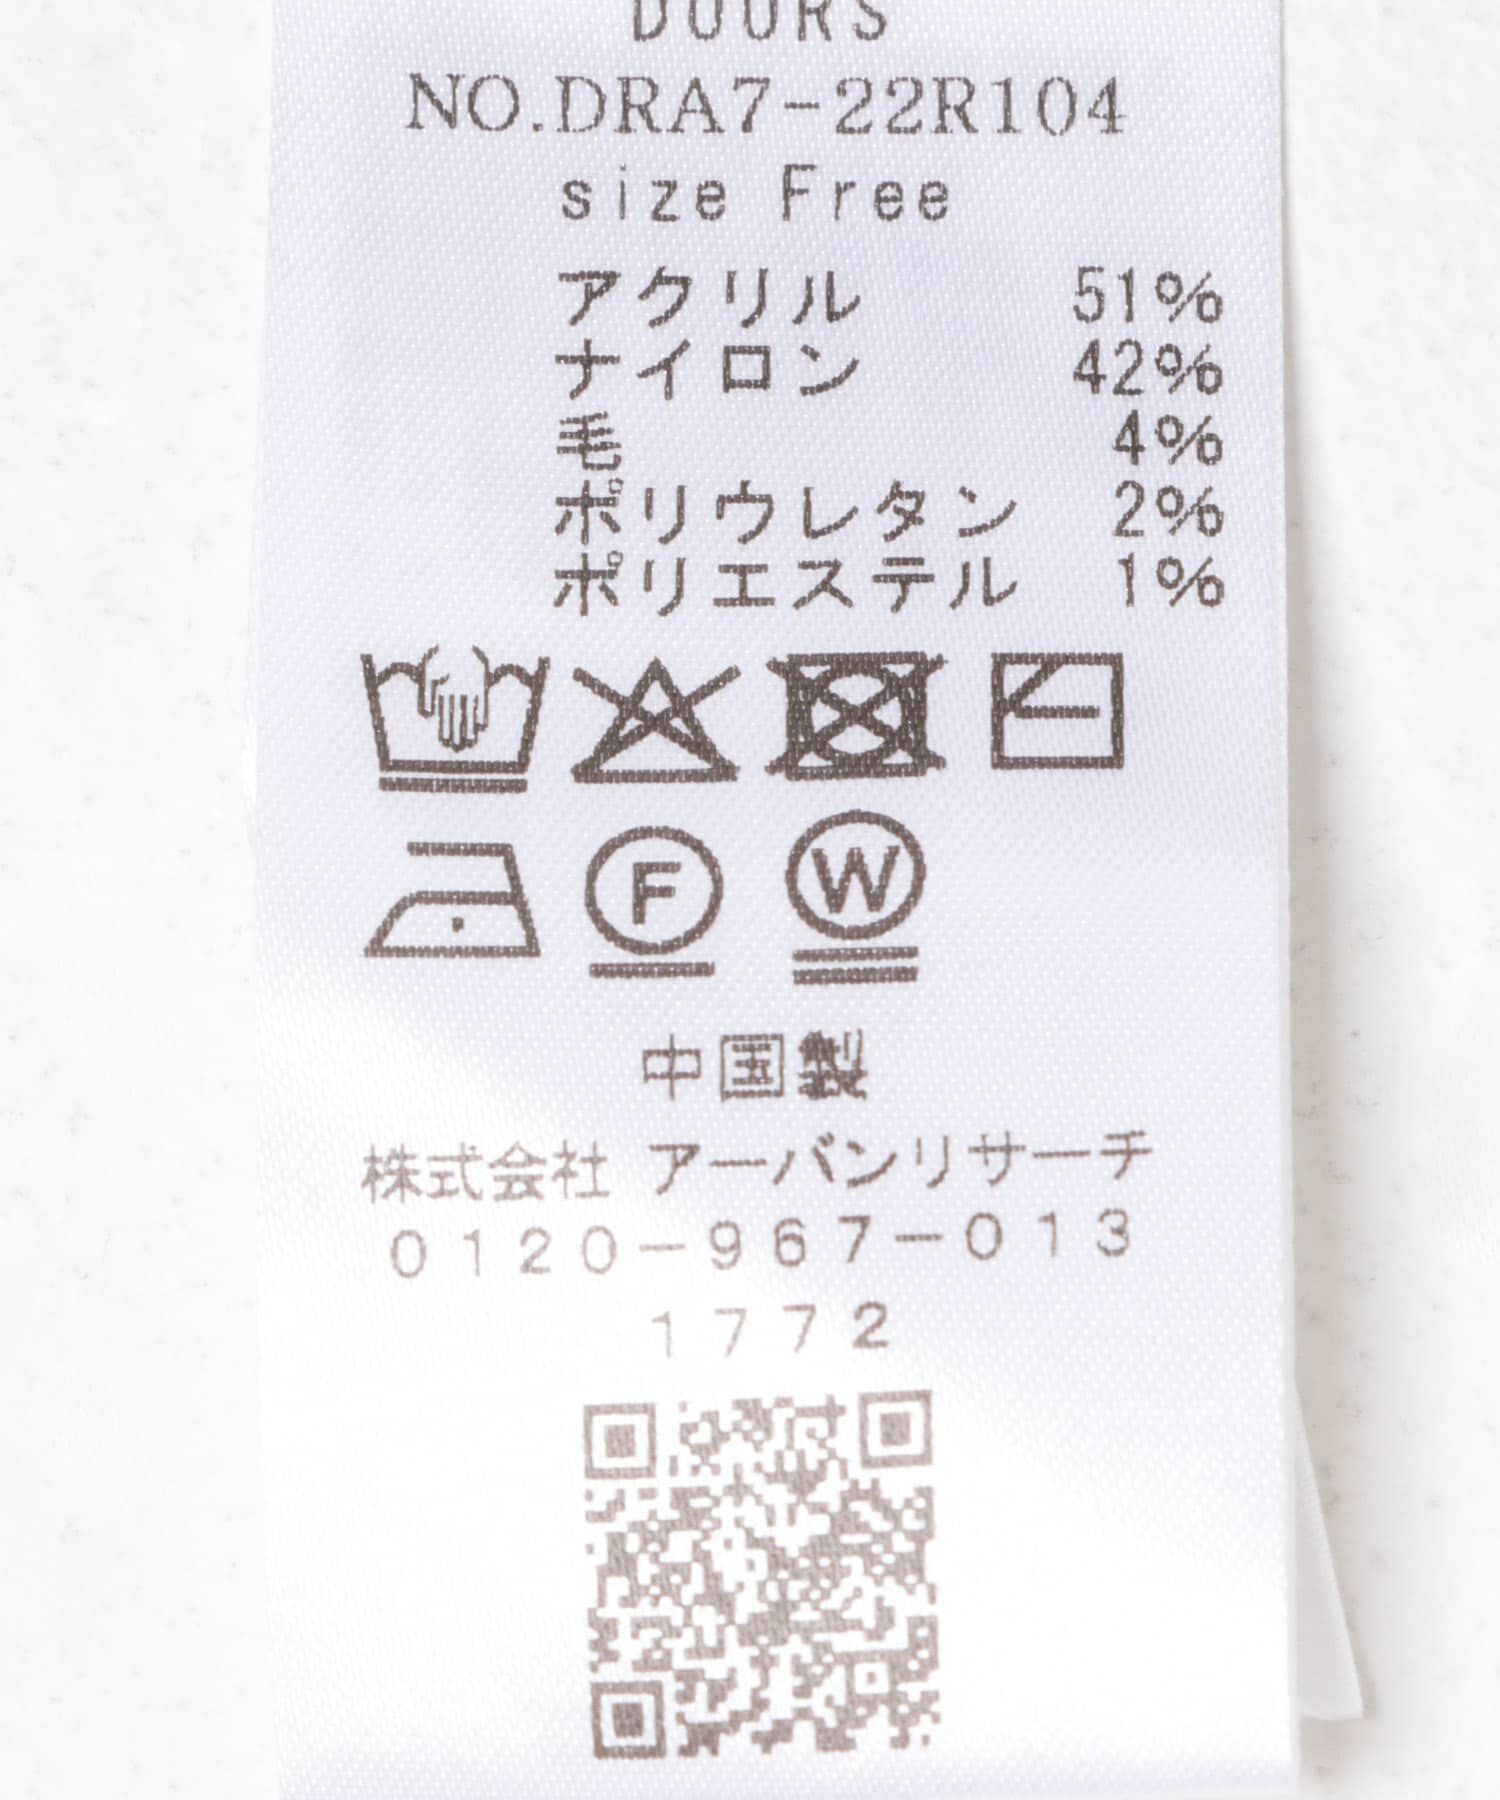 DOORS
NO.DRA7-22R104
size Free
アクリル 51%
ナイロン 42%
毛 4%
ポリウレタン 2%
ポリエステル 1%
F W
中国製
株式会社 アーバンリサーチ
0120-967-013
1772